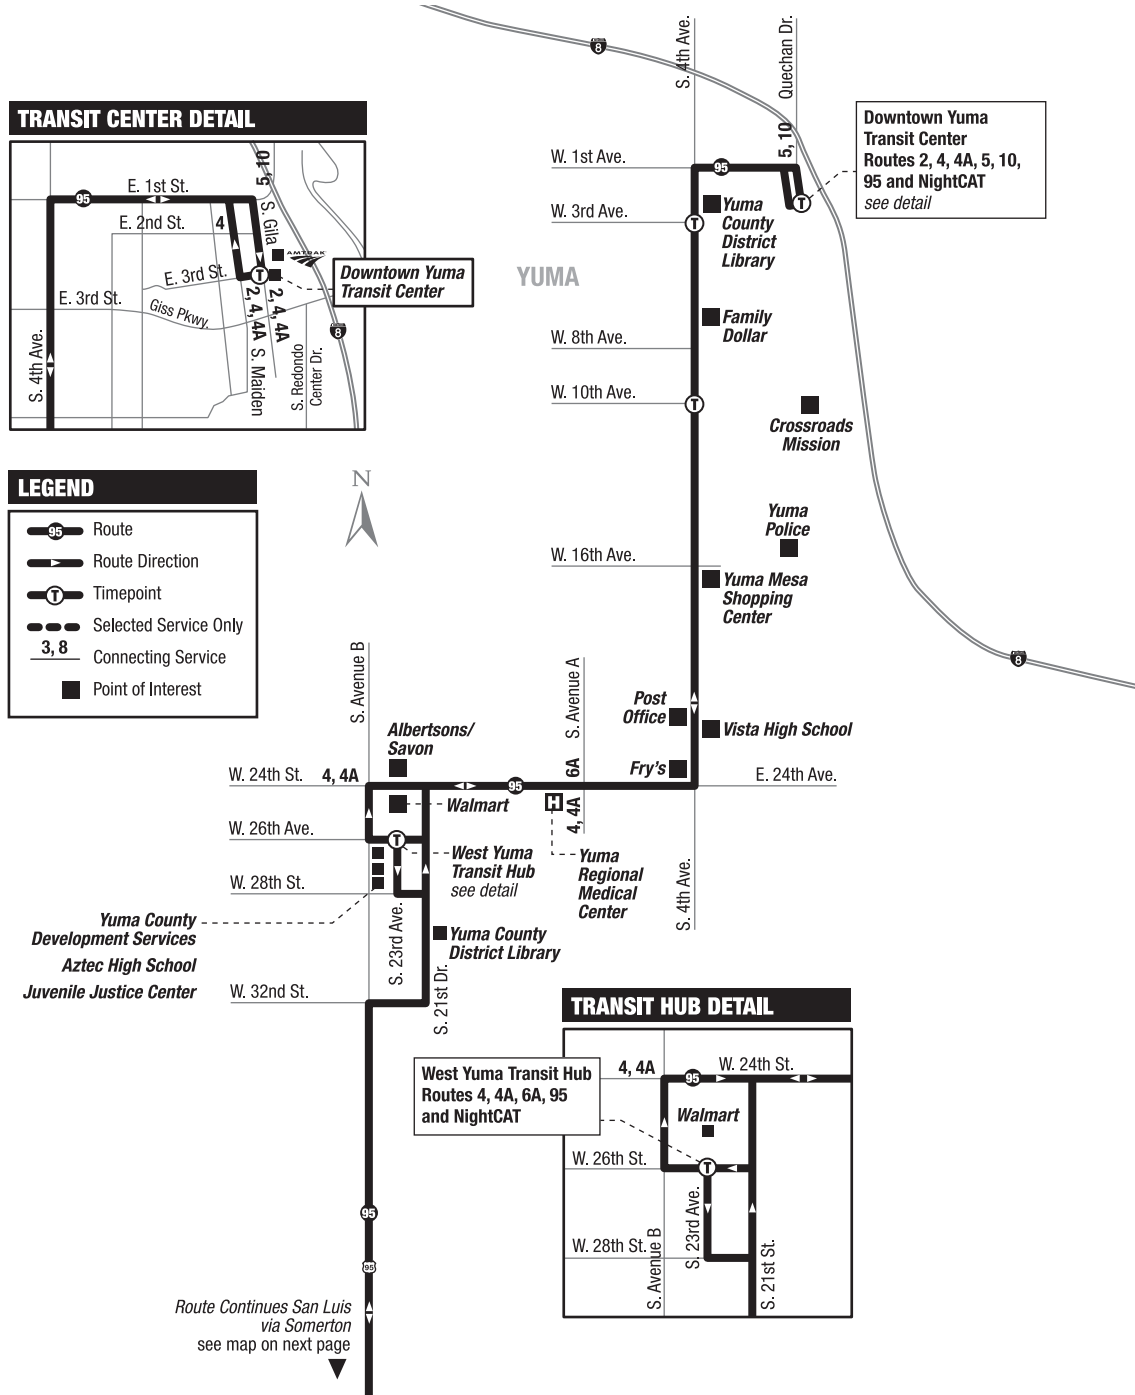 8
S. 4th Ave.
Quechan Dr.
5, 10
W. 1st Ave.
95
T
Downtown Yuma
Transit Center
Routes 2, 4, 4A, 5, 10,
95 and NightCAT
see detail
W. 3rd Ave.
T
Yuma
County
District
Library
YUMA
Family
Dollar
W. 8th Ave.
W. 10th Ave.
T
Crossroads
Mission
Yuma
Police
W. 16th Ave.
Yuma Mesa
Shopping
Center
8
TRANSIT CENTER DETAIL
95
E. 1st St.
5, 10
E. 2nd St.
4
S. Gila
AMTRAK
E. 3rd St.
T
Downtown Yuma
Transit Center
E. 3rd St.
Giss Pkwy.
2, 4, 4A
2, 4, 4A
8
S. 4th Ave.
S. Maiden
S. Redondo
Center Dr.
N
LEGEND
95
Route
Route Direction
T
Timepoint
Selected Service Only
3, 8
Connecting Service
Point of Interest
S. Avenue B
S. Avenue A
Post
Office
Vista High School
Albertsons/
Savon
Fry's
W. 24th St.
4, 4A
95
6A
E. 24th Ave.
Walmart
H
4, 4A
W. 26th Ave.
T
West Yuma
Transit Hub
see detail
Yuma
Regional
Medical
Center
S. 4th Ave.
W. 28th St.
Yuma County
Development Services
Aztec High School
Juvenile Justice Center
S. 23rd Ave.
Yuma County
District Library
S. 21st Dr.
W. 32nd St.
TRANSIT HUB DETAIL
West Yuma Transit Hub
Routes 4, 4A, 6A, 95
and NightCAT
4, 4A
95
W. 24th St.
Walmart
W. 26th St.
T
S. 23rd Ave.
W. 28th St.
S. Avenue B
S. 21st St.
95
95
Route Continues San Luis
via Somerton
see map on next page